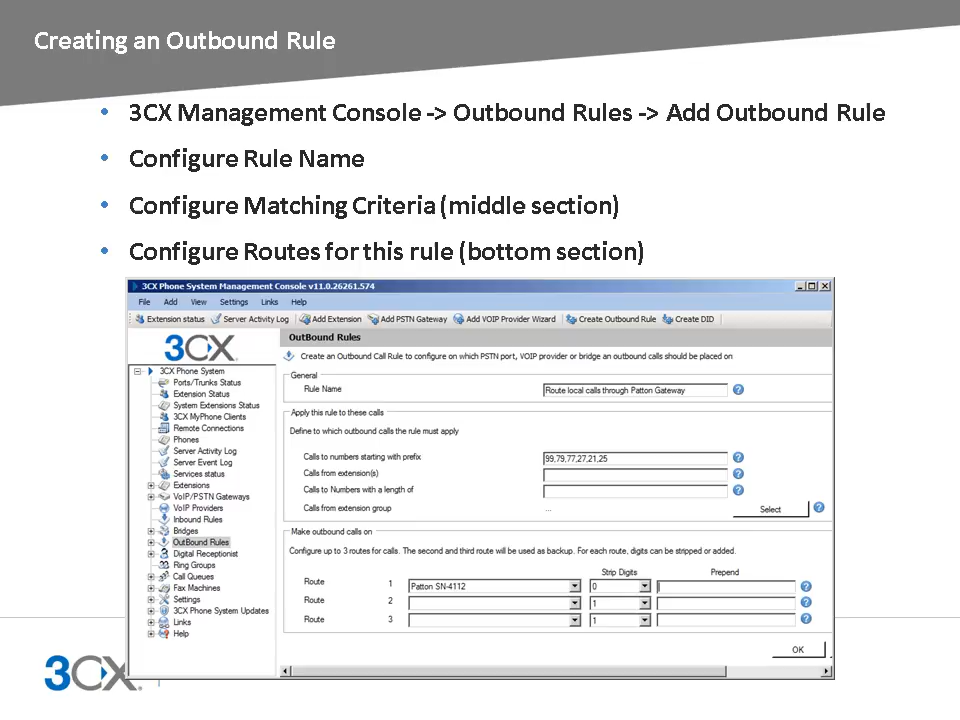 Creating an Outbound Rule
• 3CX Management Console -> Outbound Rules -> Add Outbound Rule
• Configure Rule Name
• Configure Matching Criteria (middle section)
• Configure Routes for this rule (bottom section)
3CX Phone System Management Console v11.0.26261.574
File Add View Settings Links Help
Extension status Server Activity Log Add Extension Add PSTN Gateway Add VOIP Provider Wizard Create Outbound Rule Create DID
3CX
3CX Phone System
Ports/Trunks Status
Extension Status
System Extensions Status
3CX MyPhone Clients
Remote Connections
Phones
Server Activity Log
Server Event Log
Services status
Extensions
VoIP/PSTN Gateways
VoIP Providers
Inbound Rules
Bridges
OutBound Rules
Digital Receptionist
Ring Groups
Call Queues
Fax Machines
Settings
3CX Phone System Updates
Links
Help
OutBound Rules
Create an Outbound Call Rule to configure on which PSTN port, VOIP provider or bridge an outbound calls should be placed on
General
Rule Name Route local calls through Patton Gateway
Apply this rule to these calls
Define to which outbound calls the rule must apply
Calls to numbers starting with prefix 99,79,77,27,21,25
Calls from extension(s)
Calls to Numbers with a length of
Calls from extension group ... Select
Make outbound calls on
Configure up to 3 routes for calls. The second and third route will be used as backup. For each route, digits can be stripped or added.
Strip Digits Prepend
Route 1 Patton SN-4112 0
Route 2 1
Route 3 1
OK
3CX